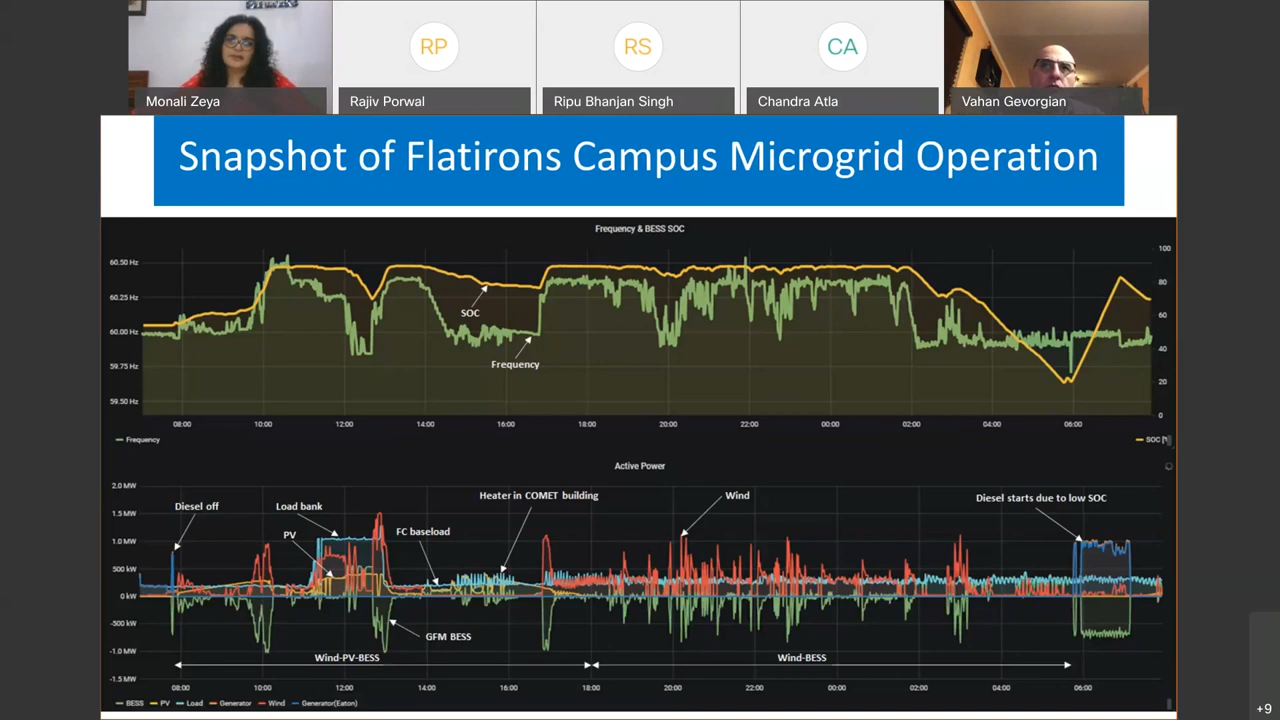 RP
RS
CA
Monali Zeya
Rajiv Porwal
Ripu Bhanjan Singh
Chandra Atla
Vahan Gevorgian
Snapshot of Flatirons Campus Microgrid Operation
Frequency & BESS SOC
60.50 Hz
60.25 Hz
60.00 Hz
59.75 Hz
59.50 Hz
100
80
60
40
20
0
SOC
Frequency
08:00 10:00 12:00 14:00 16:00 18:00 20:00 22:00 00:00 02:00 04:00 06:00
Frequency
SOC
Active Power
2.0 MW
1.5 MW
1.0 MW
500 kW
0 kW
-500 kW
-1.0 MW
-1.5 MW
Diesel off
Load bank
PV
FC baseload
Heater in COMET building
Wind
Diesel starts due to low SOC
GFM BESS
Wind-PV-BESS
Wind-BESS
08:00 10:00 12:00 14:00 16:00 18:00 20:00 22:00 00:00 02:00 04:00 06:00
BESS PV Load Generator Wind Generator(Eaton)
+9